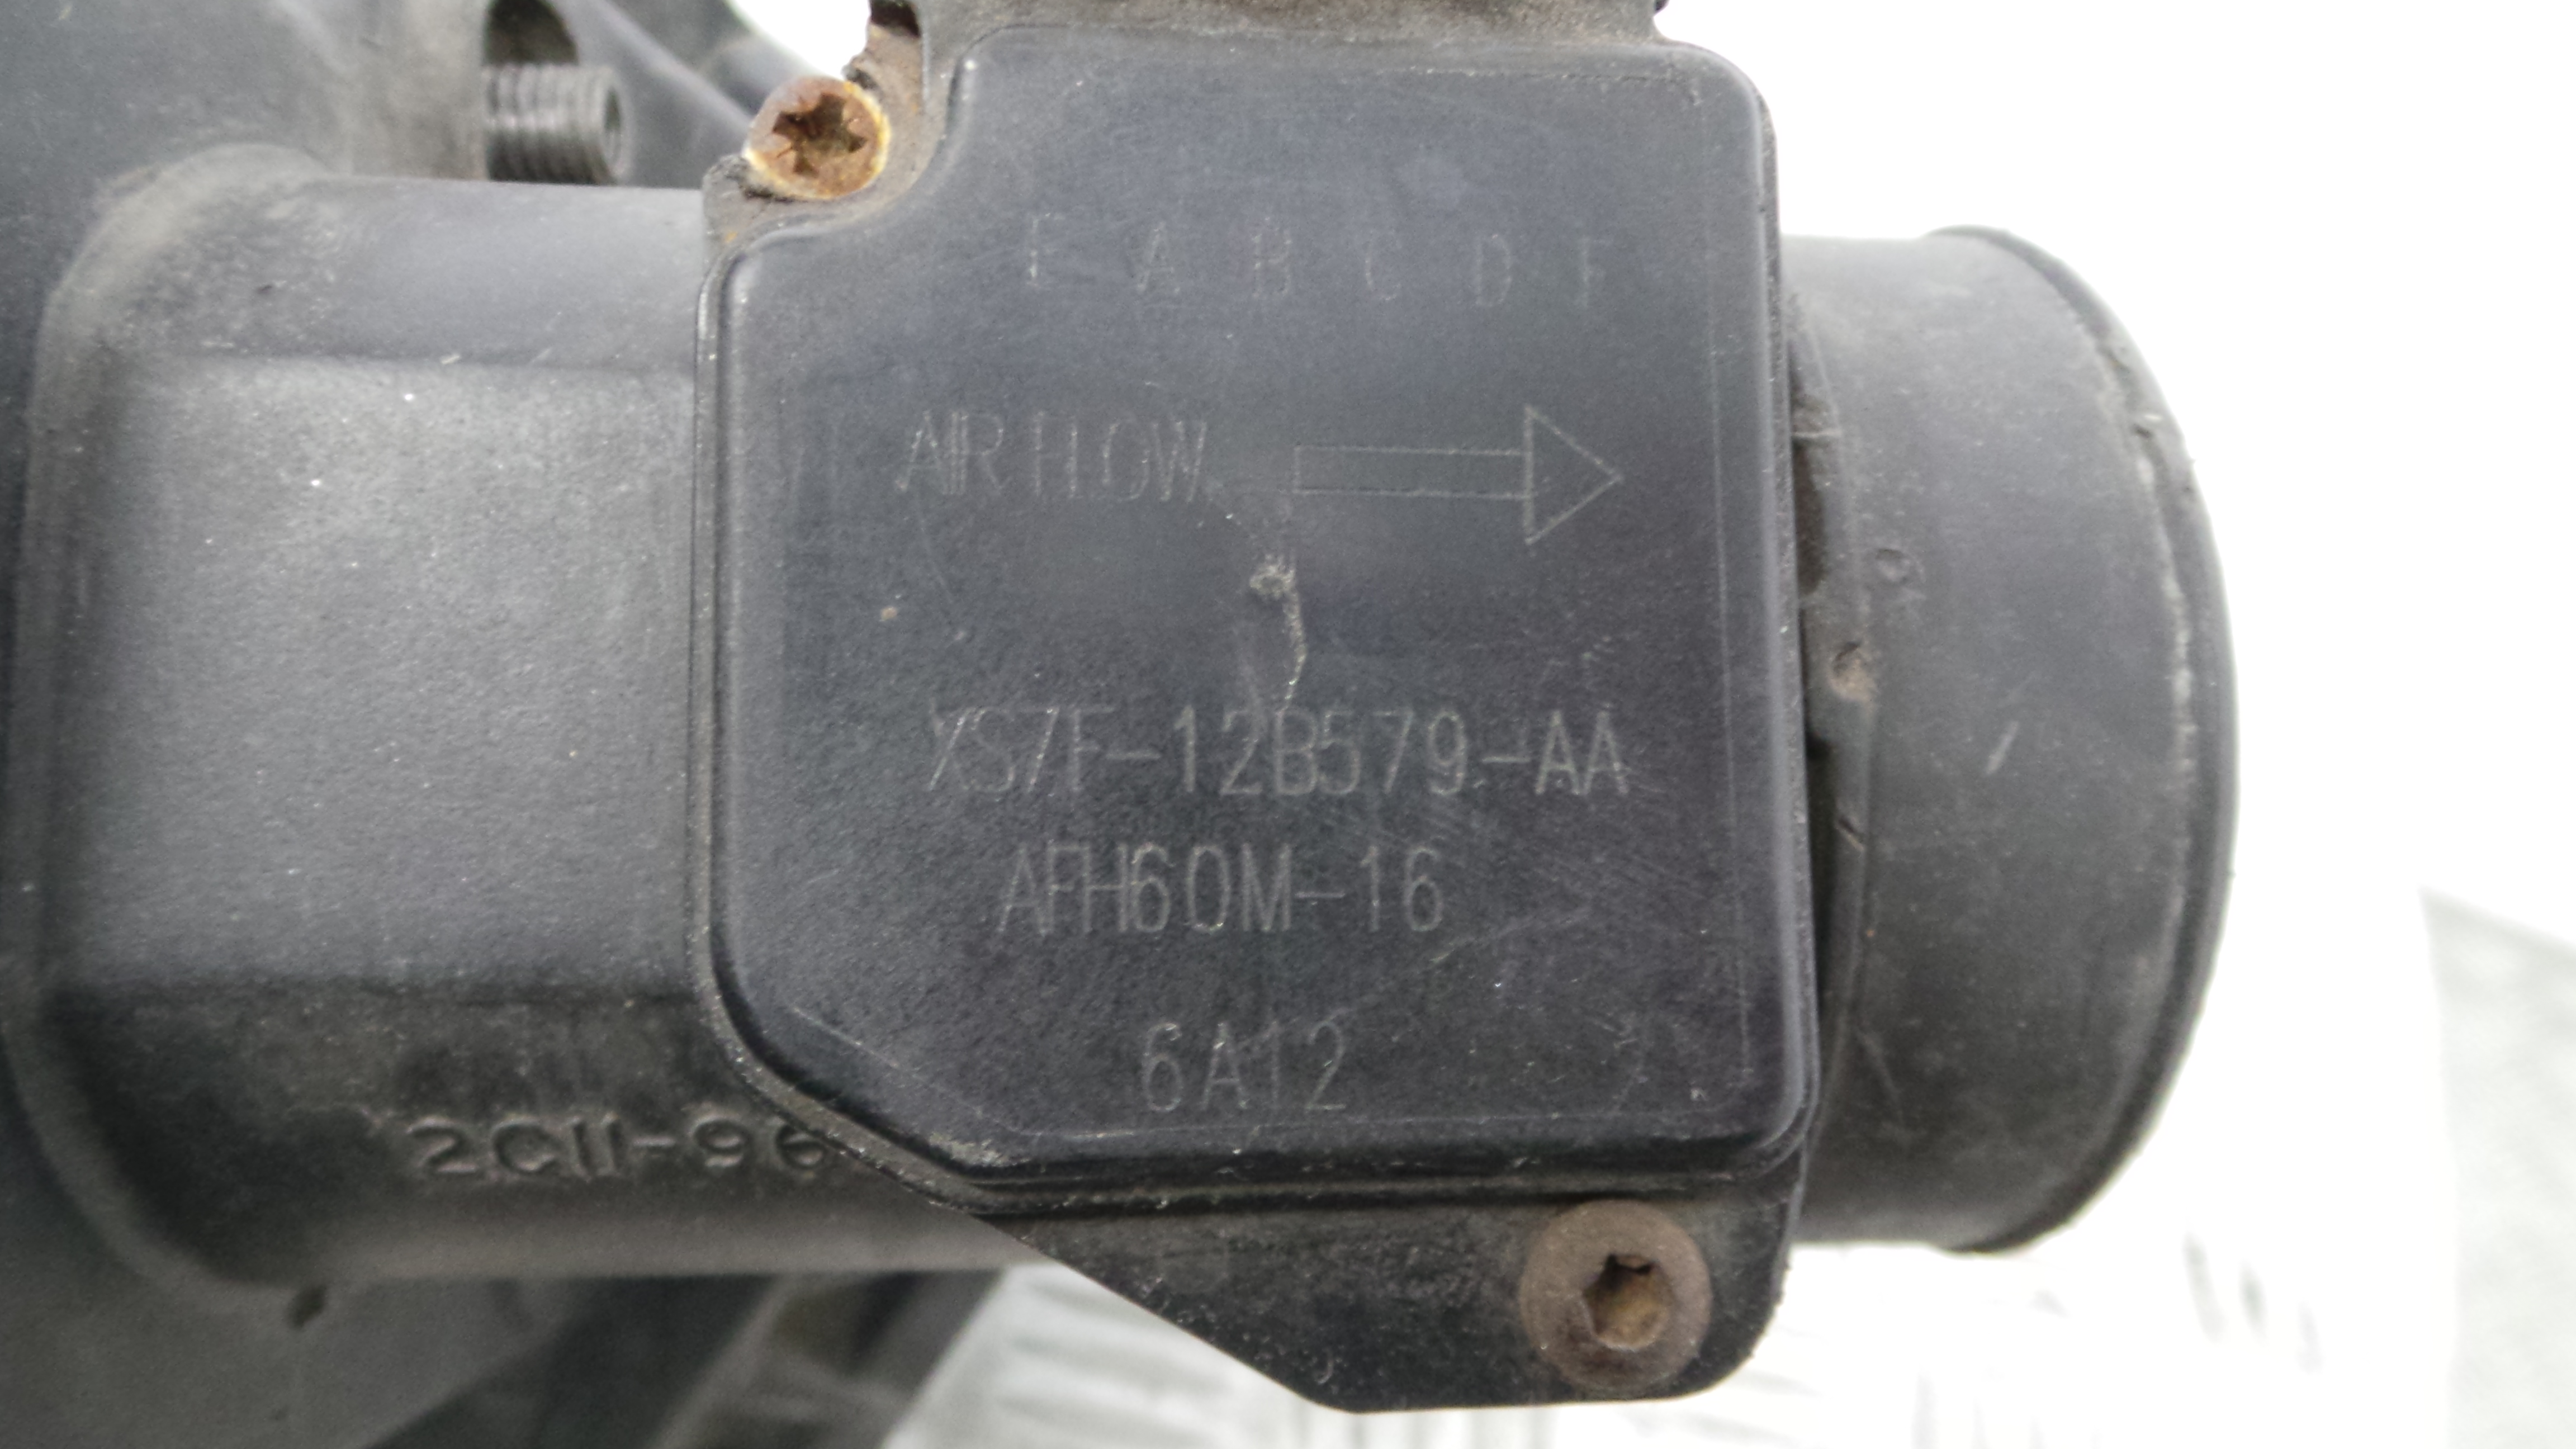 F A B C D F
AIR FLOW
XS7F-12B579-AA
AFH60M-16
6A12
2C11-96